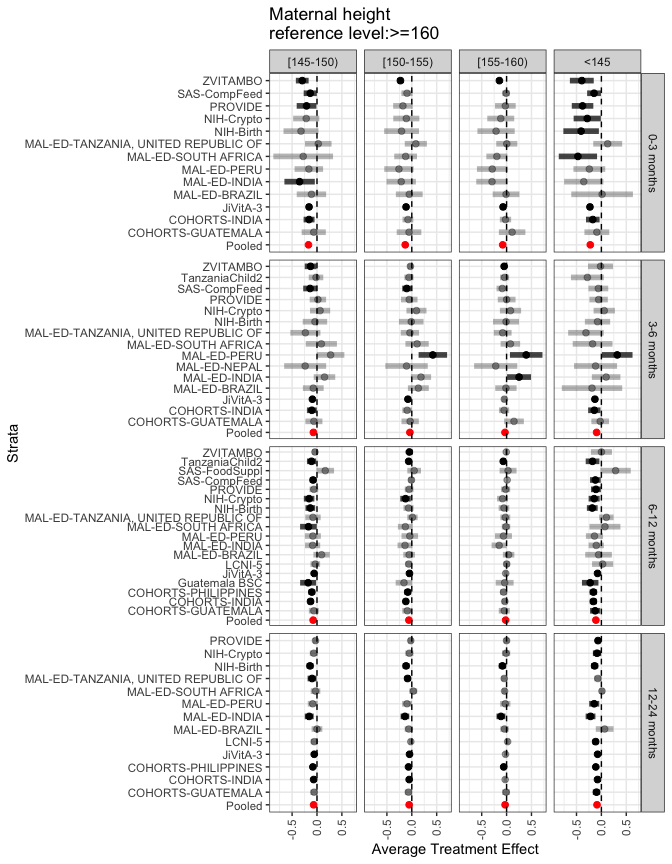 Maternal height
reference level:>=160
[145-150)
[150-155)
[155-160)
<145
ZVITAMBO
SAS-CompFeed
PROVIDE
NIH-Crypto
NIH-Birth
MAL-ED-TANZANIA, UNITED REPUBLIC OF
MAL-ED-SOUTH AFRICA
MAL-ED-PERU
MAL-ED-INDIA
MAL-ED-BRAZIL
JiVitA-3
COHORTS-INDIA
COHORTS-GUATEMALA
Pooled
0-3 months
ZVITAMBO
TanzaniaChild2
SAS-CompFeed
PROVIDE
NIH-Crypto
NIH-Birth
MAL-ED-TANZANIA, UNITED REPUBLIC OF
MAL-ED-SOUTH AFRICA
MAL-ED-PERU
MAL-ED-NEPAL
MAL-ED-INDIA
MAL-ED-BRAZIL
JiVitA-3
COHORTS-INDIA
COHORTS-GUATEMALA
Pooled
3-6 months
Strata
ZVITAMBO
TanzaniaChild2
SAS-FoodSuppl
SAS-CompFeed
PROVIDE
NIH-Crypto
NIH-Birth
MAL-ED-TANZANIA, UNITED REPUBLIC OF
MAL-ED-SOUTH AFRICA
MAL-ED-PERU
MAL-ED-INDIA
MAL-ED-BRAZIL
LCNI-5
JiVitA-3
Guatemala BSC
COHORTS-PHILIPPINES
COHORTS-INDIA
COHORTS-GUATEMALA
Pooled
6-12 months
PROVIDE
NIH-Crypto
NIH-Birth
MAL-ED-TANZANIA, UNITED REPUBLIC OF
MAL-ED-SOUTH AFRICA
MAL-ED-PERU
MAL-ED-INDIA
MAL-ED-BRAZIL
LCNI-5
JiVitA-3
COHORTS-PHILIPPINES
COHORTS-INDIA
COHORTS-GUATEMALA
Pooled
12-24 months
-0.5 0.0 0.5
-0.5 0.0 0.5
-0.5 0.0 0.5
-0.5 0.0 0.5
Average Treatment Effect